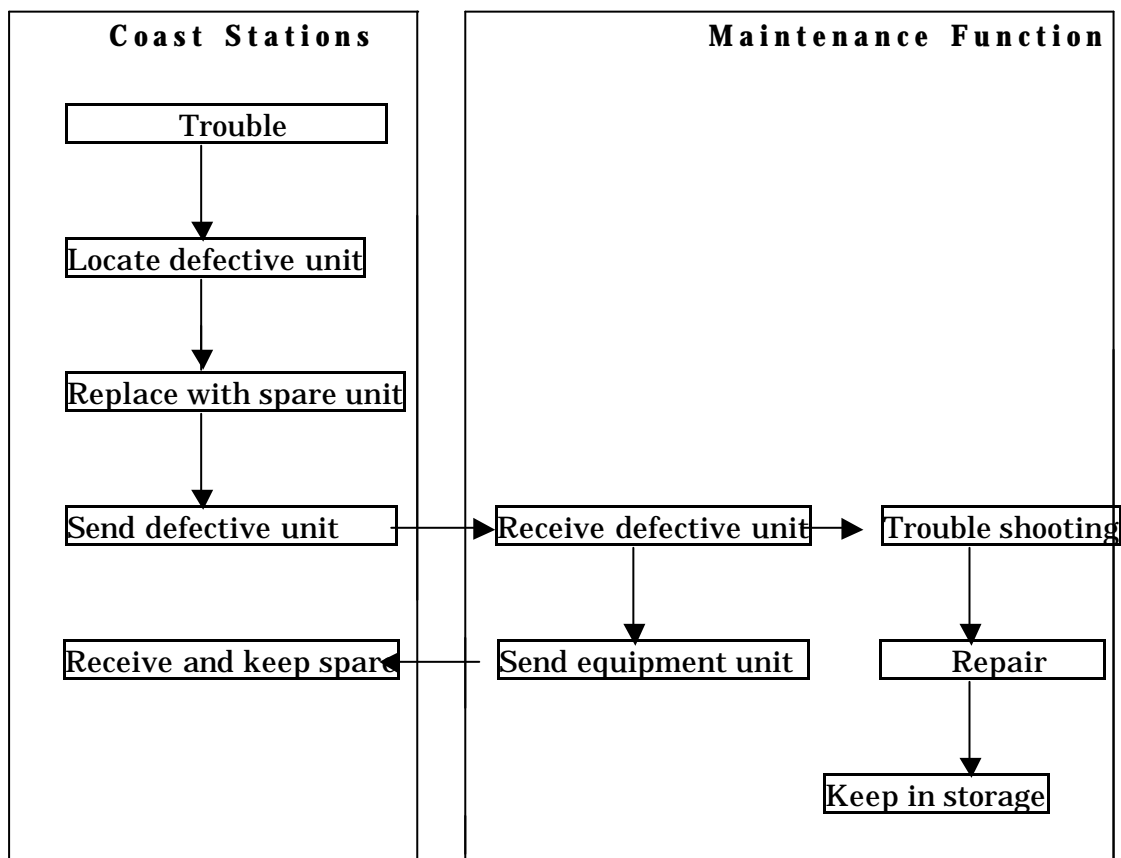 Coast Stations
Maintenance Function
Trouble
Locate defective unit
Replace with spare unit
Send defective unit
Receive defective unit
Trouble shooting
Receive and keep spare
Send equipment unit
Repair
Keep in storage